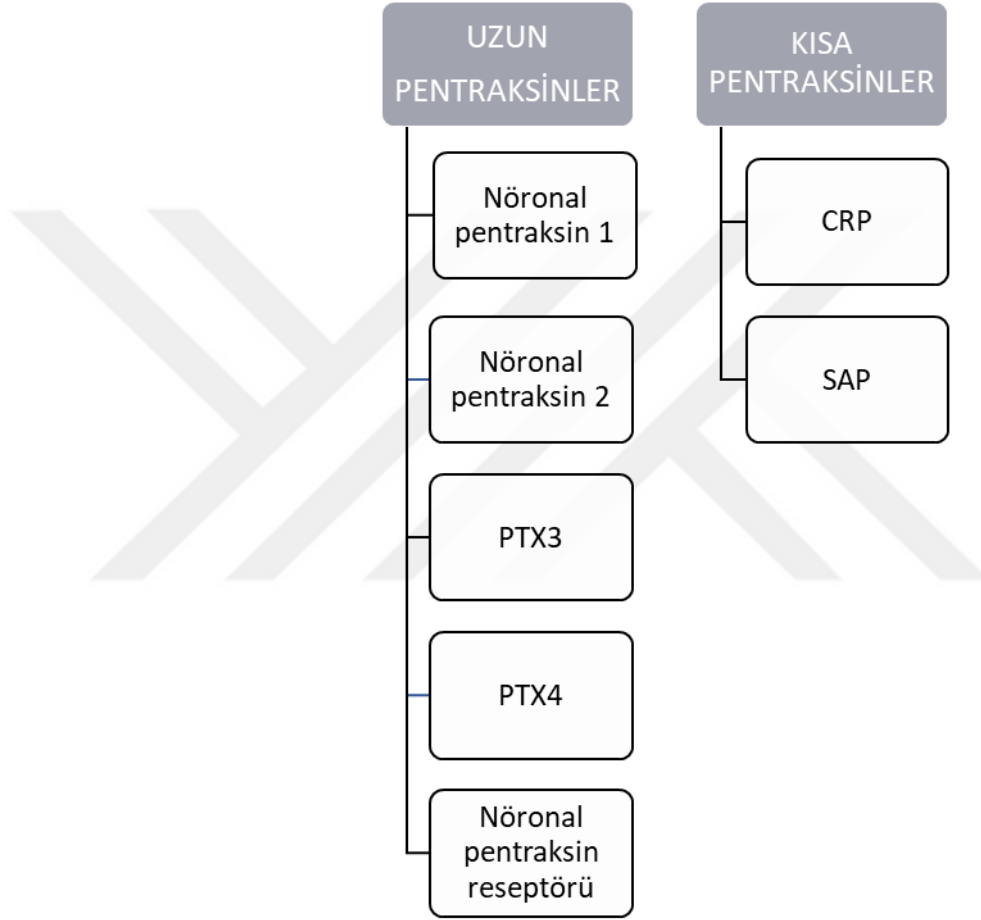 UZUN
PENTRAKSİNLER
Nöronal
pentraksin 1
Nöronal
pentraksin 2
PTX3
PTX4
Nöronal
pentraksin
reseptörü
KISA
PENTRAKSİNLER
CRP
SAP